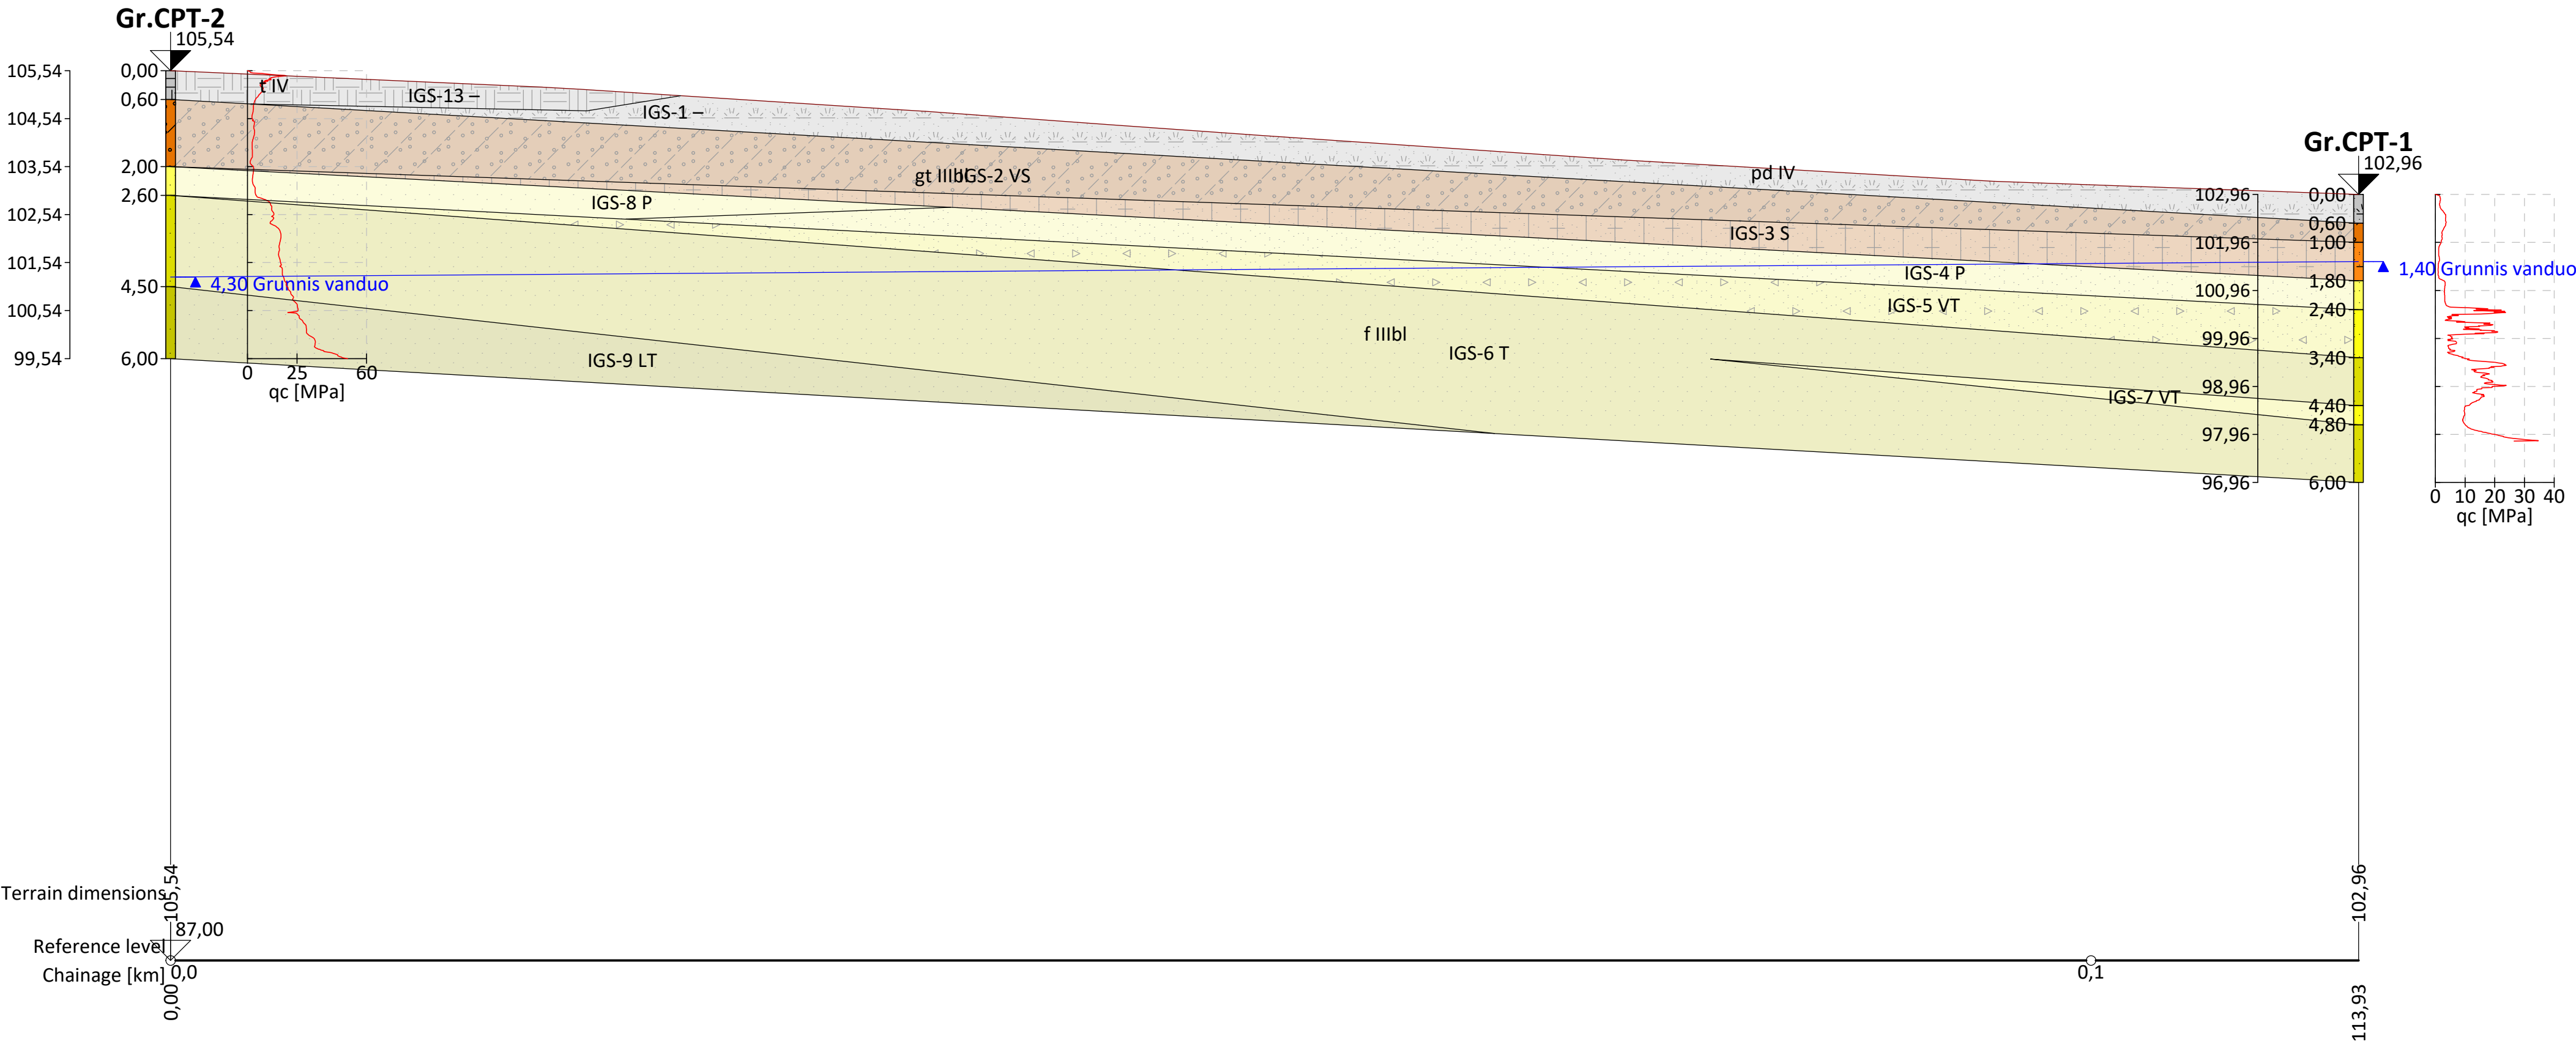 Gr.CPT-2
105,54
105,54
104,54
103,54
102,54
101,54
100,54
99,54
0,00
0,60
2,00
2,60
4,50
6,00
t IV
IGS-13 –
IGS-1 –
gt IIIbl
IGS-2 VS
IGS-8 P
4,30 Grunnis vanduo
IGS-9 LT
0 25 60
qc [MPa]
f IIIbl
IGS-6 T
pd IV
IGS-3 S
IGS-4 P
IGS-5 VT
IGS-7 VT
Gr.CPT-1
102,96
102,96
101,96
100,96
99,96
98,96
97,96
96,96
0,00
0,60
1,00
1,80
2,40
3,40
4,40
4,80
6,00
1,40 Grunnis vanduo
0 10 20 30 40
qc [MPa]
Terrain dimensions
105,54
102,96
Reference level
87,00
Chainage [km]
0,0
0,1
0,00
113,93